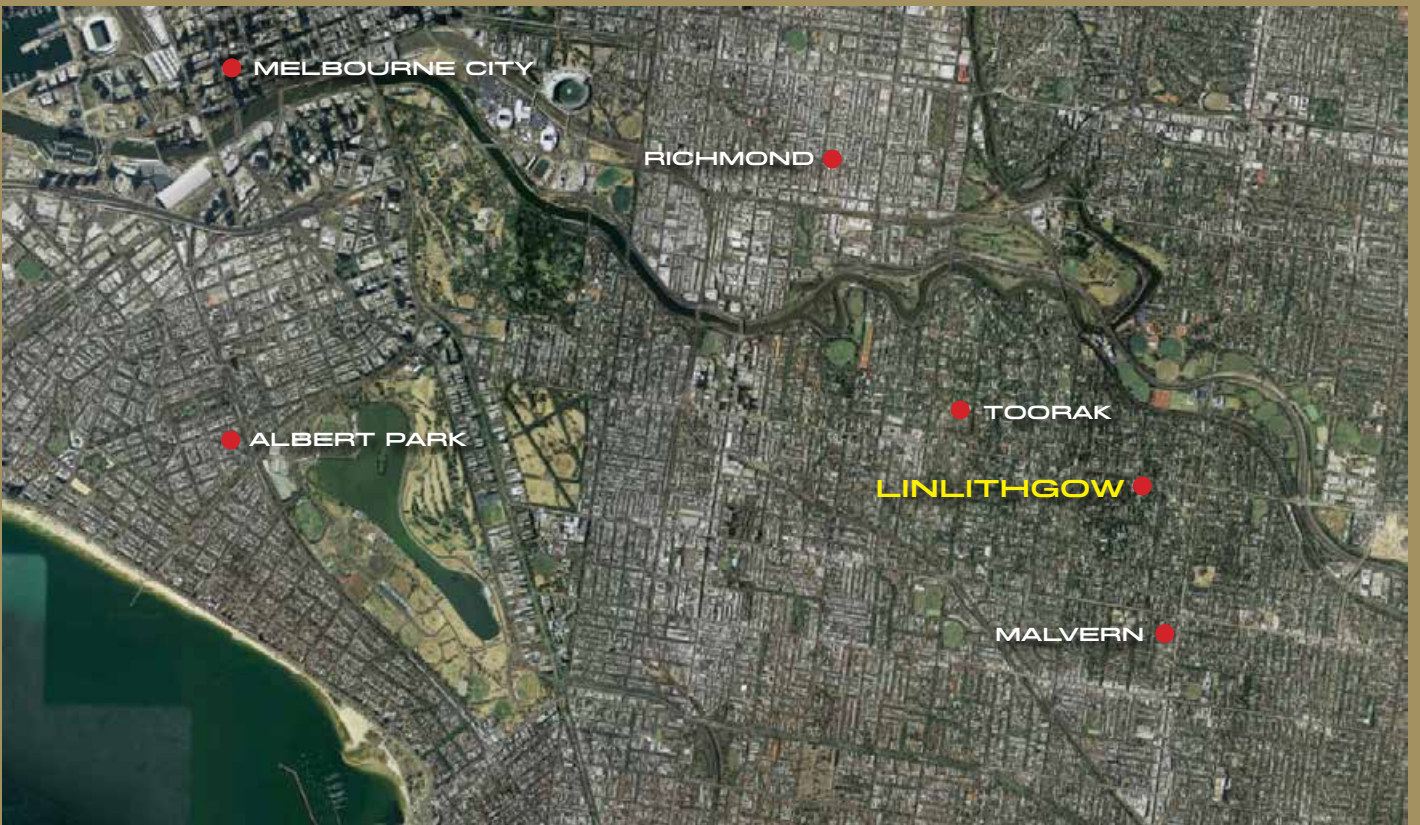 MELBOURNE CITY
RICHMOND
TOORAK
ALBERT PARK
LINLITHGOW
MALVERN